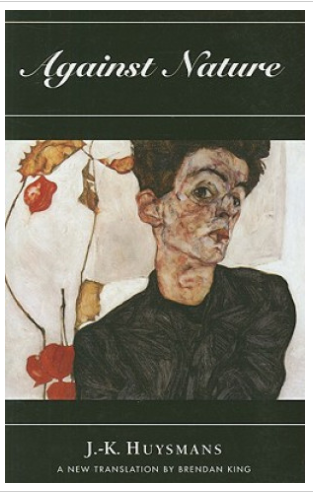 Against Nature
J.-K. HUYSMANS
A NEW TRANSLATION BY BRENDAN KING